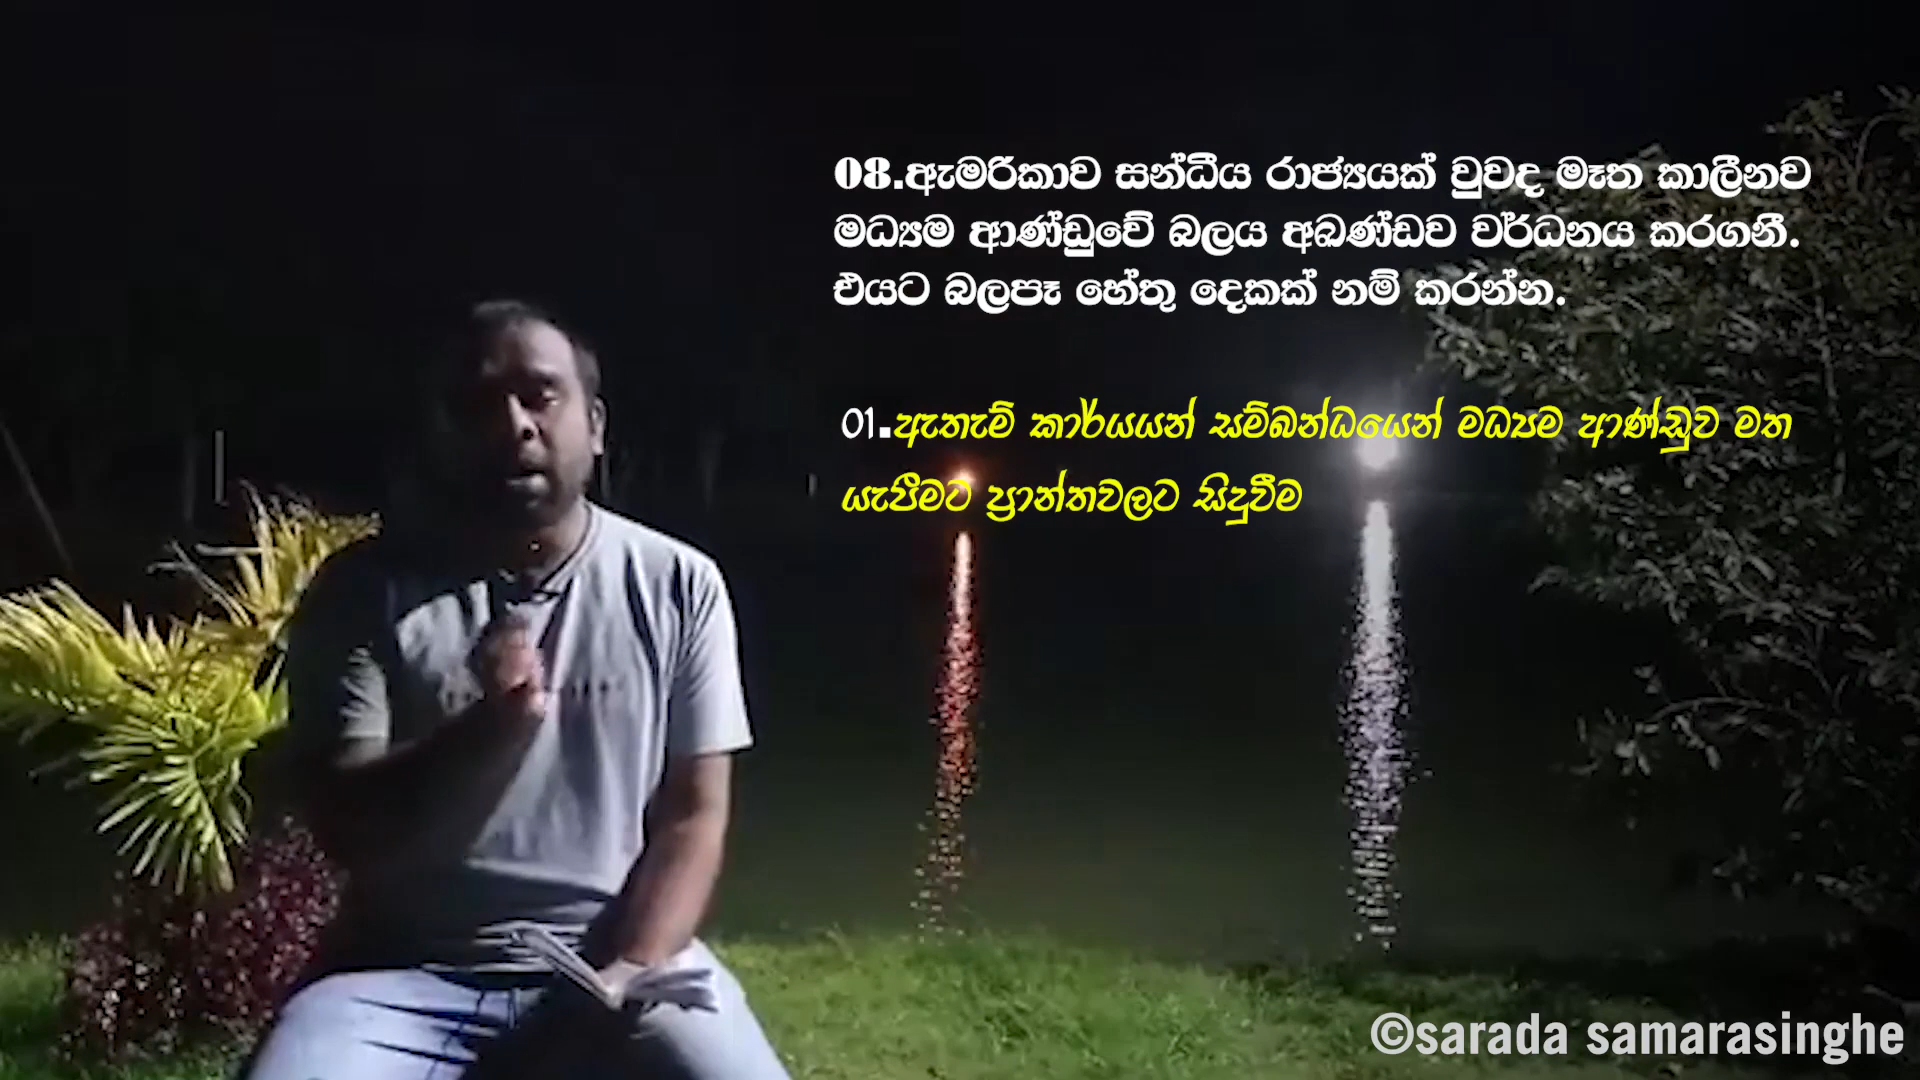 08.ඇමරිකාව සන්ධීය රාජ්‍යයක් වුවද මෑත කාලීනව
මධ්‍යම ආණ්ඩුවේ බලය අඛණ්ඩව වර්ධනය කරගනී.
එයට බලපෑ හේතු දෙකක් නම් කරන්න.
01.ඇතැම් කාර්යයන් සම්බන්ධයෙන් මධ්‍යම ආණ්ඩුව මත
යැපීමට ප්‍රාන්තවලට සිදුවීම
©sarada samarasinghe